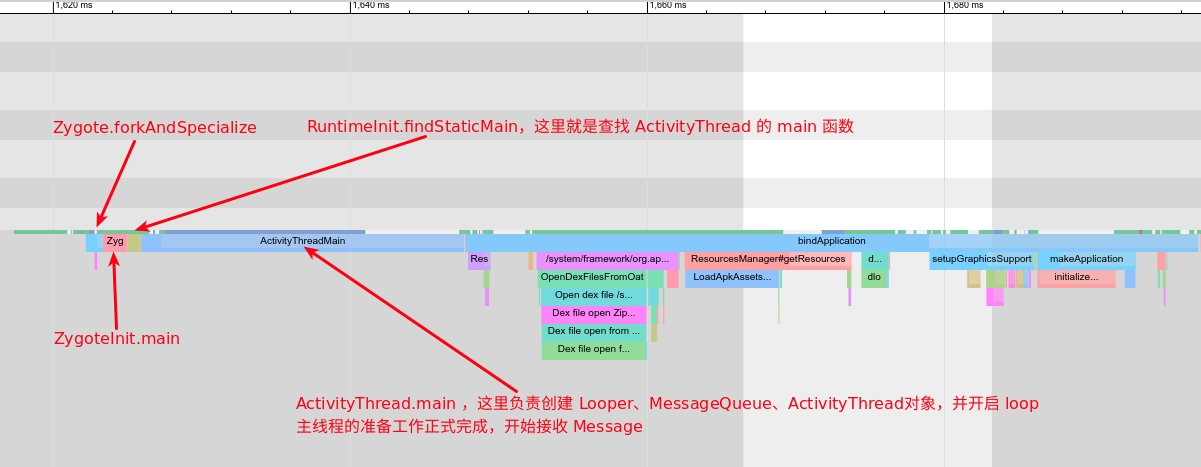 1,620 ms 1,640 ms 1,660 ms 1,680 ms
Zygote.forkAndSpecialize
RuntimeInit.findStaticMain，这里就是查找 ActivityThread 的 main 函数
Zyg ActivityThreadMain bindApplication
Res /system/framework/org.ap... ResourcesManager#getResources d... setupGraphicsSupport makeApplication
OpenDexFilesFromOat LoadApkAssets... dlo initialize...
Open dex file /s...
Dex file open Zip...
Dex file open from ...
Dex file open f...
ZygoteInit.main
ActivityThread.main ，这里负责创建 Looper、MessageQueue、ActivityThread对象，并开启 loop
主线程的准备工作正式完成，开始接收 Message